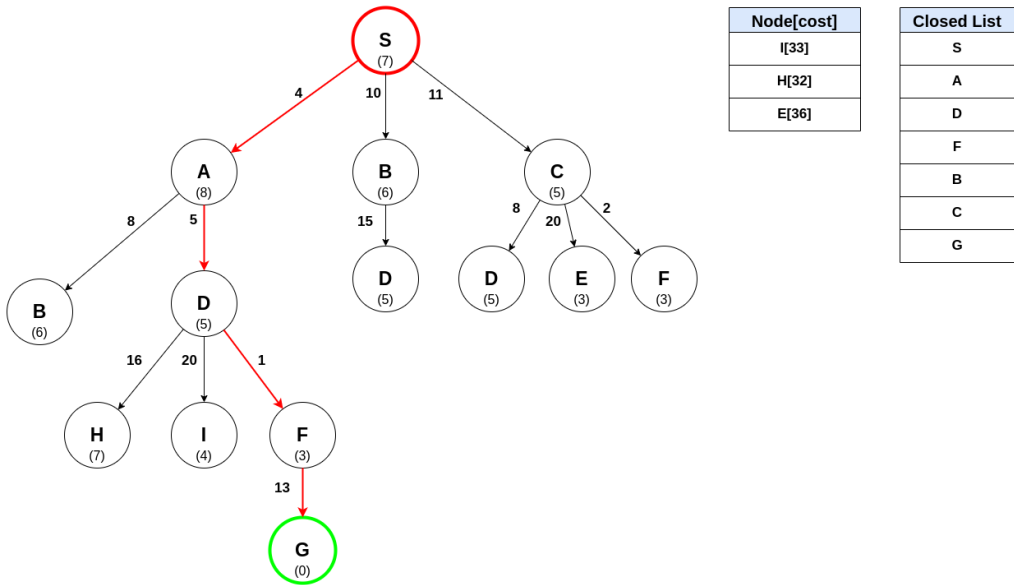 S
(7)
4
10
11
A
(8)
B
(6)
C
(5)
8
5
15
8
20
2
B
(6)
D
(5)
D
(5)
D
(5)
E
(3)
F
(3)
16
20
1
H
(7)
I
(4)
F
(3)
13
G
(0)
Node[cost]
I[33]
H[32]
E[36]
Closed List
S
A
D
F
B
C
G